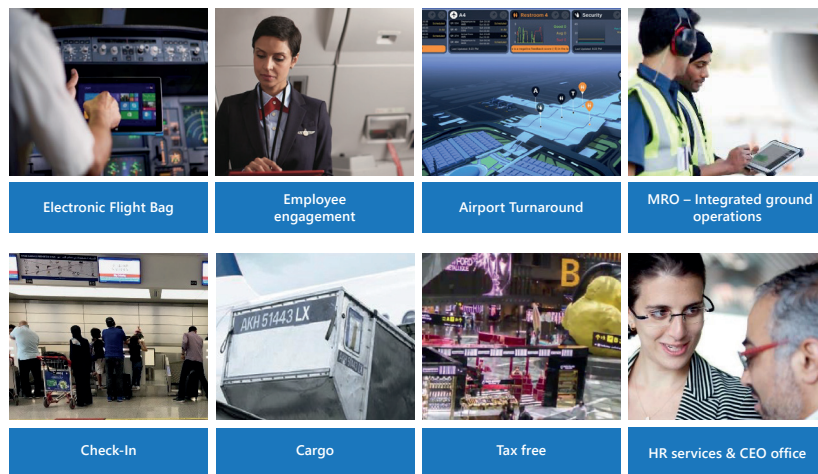 A4
Restroom 4
Security
A
Electronic Flight Bag
Employee
engagement
Airport Turnaround
MRO – Integrated ground
operations
AKH 51443 LX
FORD
B
Check-In
Cargo
Tax free
HR services & CEO office